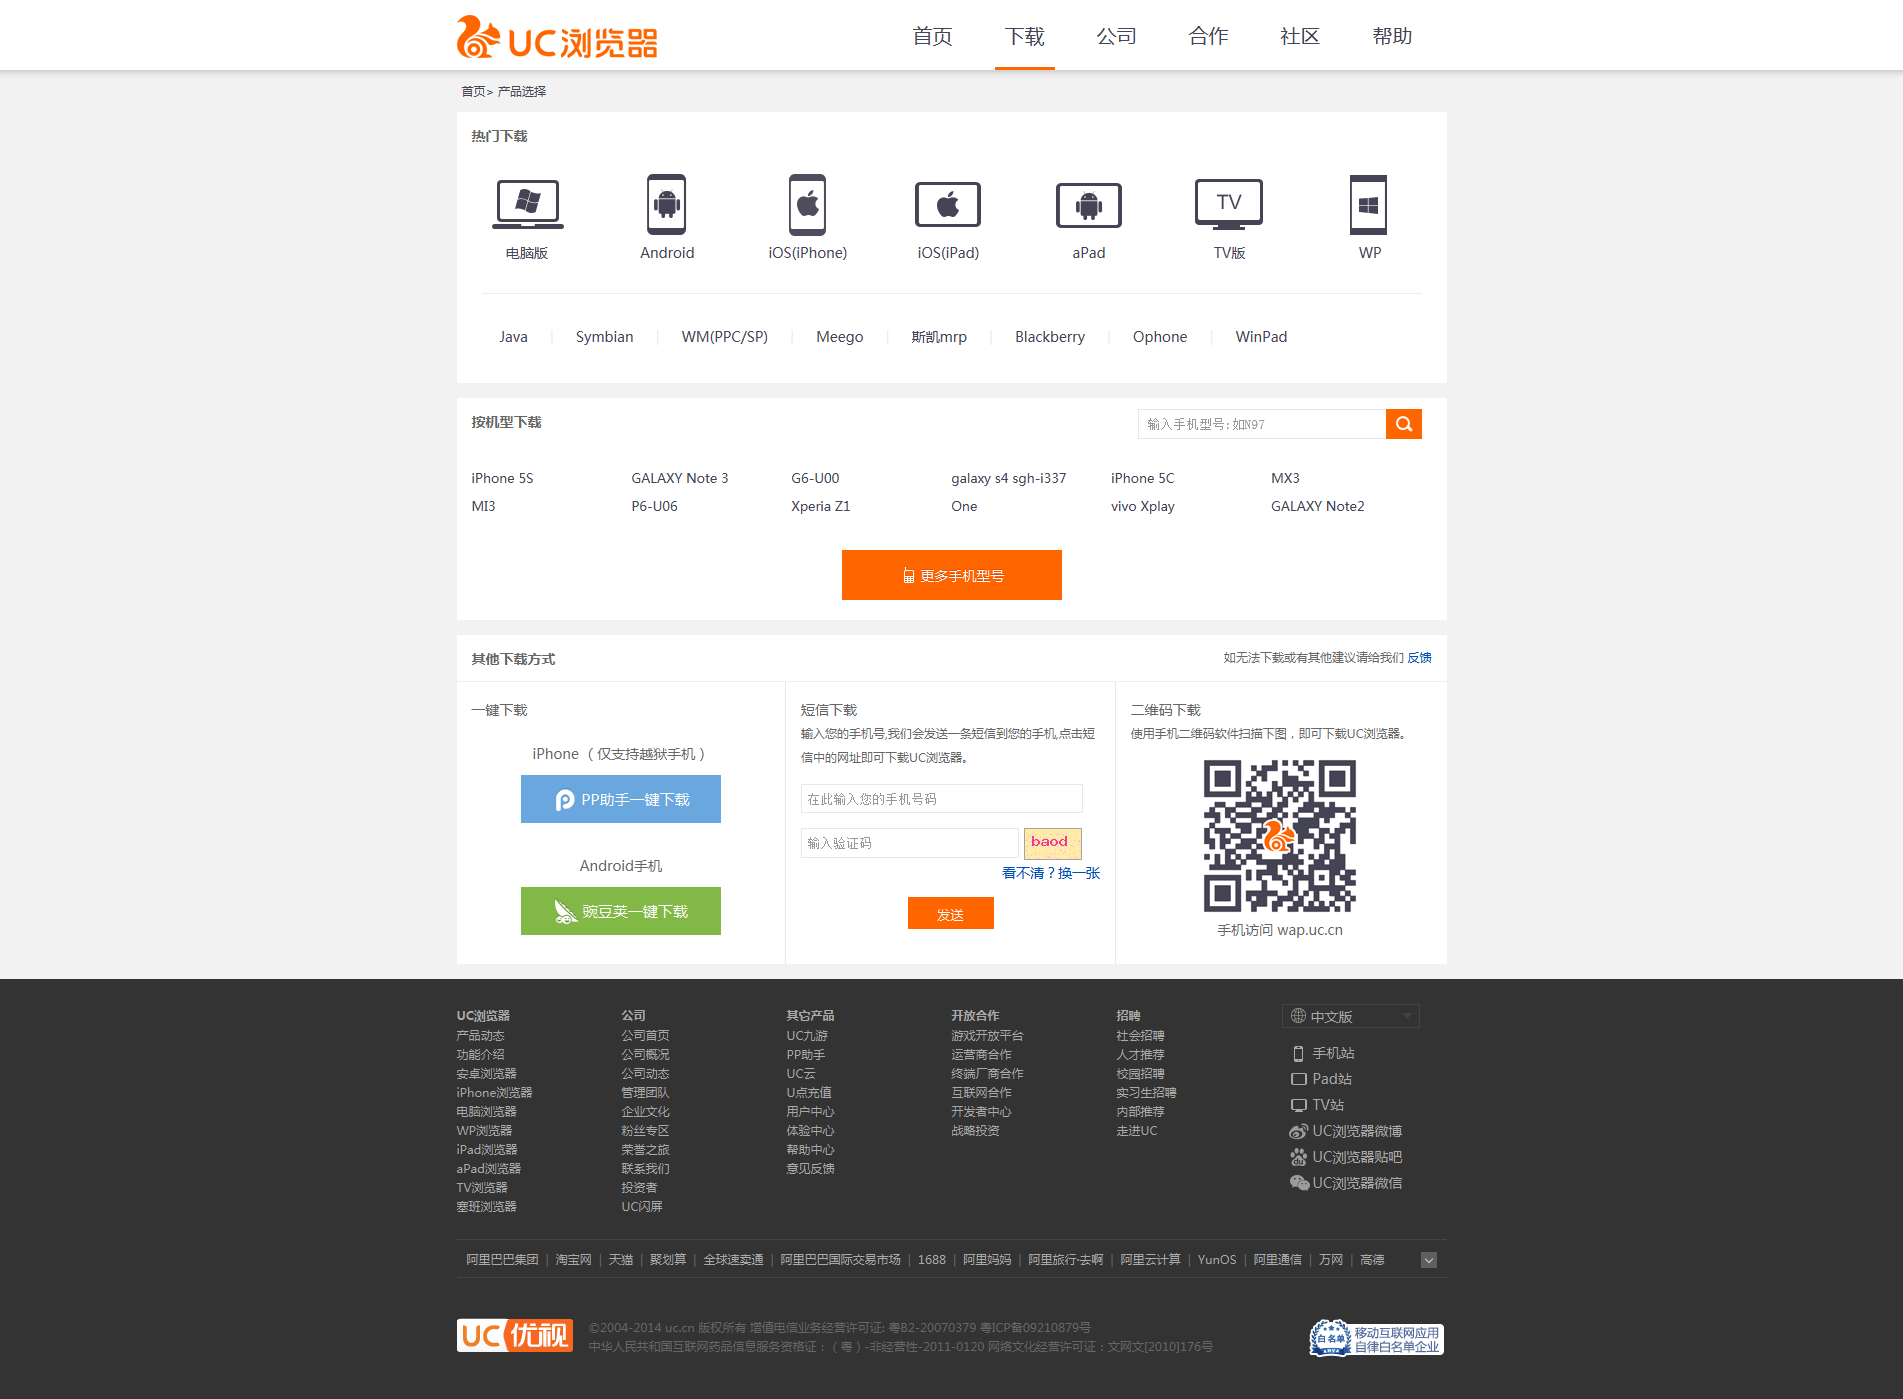 UC浏览器
首页 下载 公司 合作 社区 帮助
首页> 产品选择
热门下载
TV
电脑版 Android iOS(iPhone) iOS(iPad) aPad TV版 WP
Java | Symbian | WM(PPC/SP) | Meego | 斯凯mrp | Blackberry | Ophone | WinPad
按机型下载
输入手机型号:如N97
iPhone 5S GALAXY Note 3 G6-U00 galaxy s4 sgh-i337 iPhone 5C MX3
MI3 P6-U06 Xperia Z1 One vivo Xplay GALAXY Note2
更多手机型号
其他下载方式
如无法下载或有其他建议请给我们 反馈
一键下载
iPhone（仅支持越狱手机）
PP助手一键下载
Android手机
豌豆荚一键下载
短信下载
输入您的手机号,我们会发送一条短信到您的手机,点击短
信中的网址即可下载UC浏览器。
在此输入您的手机号码
输入验证码
baod
看不清？换一张
发送
二维码下载
使用手机二维码软件扫描下图，即可下载UC浏览器。
手机访问 wap.uc.cn
UC浏览器
产品动态
功能介绍
安卓浏览器
iPhone浏览器
电脑浏览器
WP浏览器
iPad浏览器
aPad浏览器
TV浏览器
塞班浏览器
公司
公司首页
公司概况
公司动态
管理团队
企业文化
粉丝专区
荣誉之旅
联系我们
投资者
UC闪屏
其它产品
UC九游
PP助手
UC云
U点充值
用户中心
体验中心
帮助中心
意见反馈
开放合作
游戏开放平台
运营商合作
终端厂商合作
互联网合作
开发者中心
战略投资
招聘
社会招聘
人才推荐
校园招聘
实习生招聘
内部推荐
走进UC
中文版
手机站
Pad站
TV站
UC浏览器微博
UC浏览器贴吧
UC浏览器微信
阿里巴巴集团 | 淘宝网 | 天猫 | 聚划算 | 全球速卖通 | 阿里巴巴国际交易市场 | 1688 | 阿里妈妈 | 阿里旅行·去啊 | 阿里云计算 | YunOS | 阿里通信 | 万网 | 高德
UC优视
©2004-2014 uc.cn 版权所有 增值电信业务经营许可证: 粤B2-20070379 粤ICP备09210879号
中华人民共和国互联网药品信息服务资格证：（粤）-非经营性-2011-0120 网络文化经营许可证：文网文[2010]176号
白名单
移动互联网应用
自律白名单企业